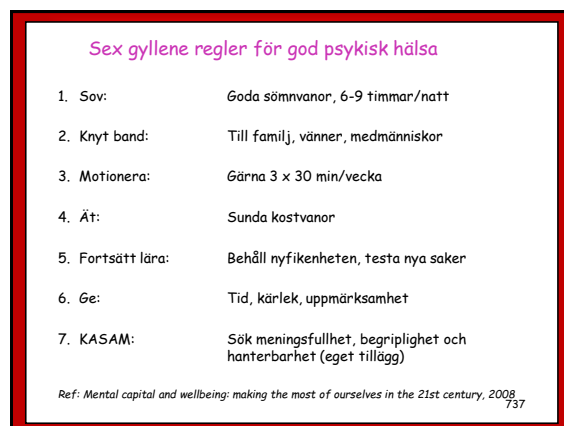 Sex gyllene regler för god psykisk hälsa
1. Sov: Goda sömnvanor, 6-9 timmar/natt
2. Knyt band: Till familj, vänner, medmänniskor
3. Motionera: Gärna 3 x 30 min/vecka
4. Ät: Sunda kostvanor
5. Fortsätt lära: Behåll nyfikenheten, testa nya saker
6. Ge: Tid, kärlek, uppmärksamhet
7. KASAM: Sök meningsfullhet, begriplighet och
hanterbarhet (eget tillägg)
Ref: Mental capital and wellbeing: making the most of ourselves in the 21st century, 2008
737